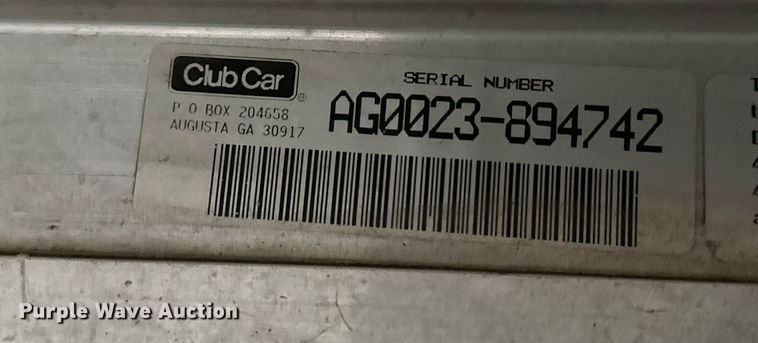 Club Car
®
P O BOX 204658
AUGUSTA GA 30917
SERIAL NUMBER
AG0023-894742
Purple Wave Auction